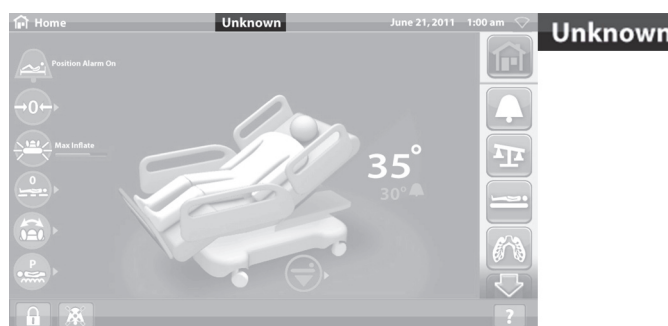 Home
Unknown
June 21, 2011 1:00 am
Unknown
Position Alarm On
→0←
Max Inflate
35°
30°
0
P
?